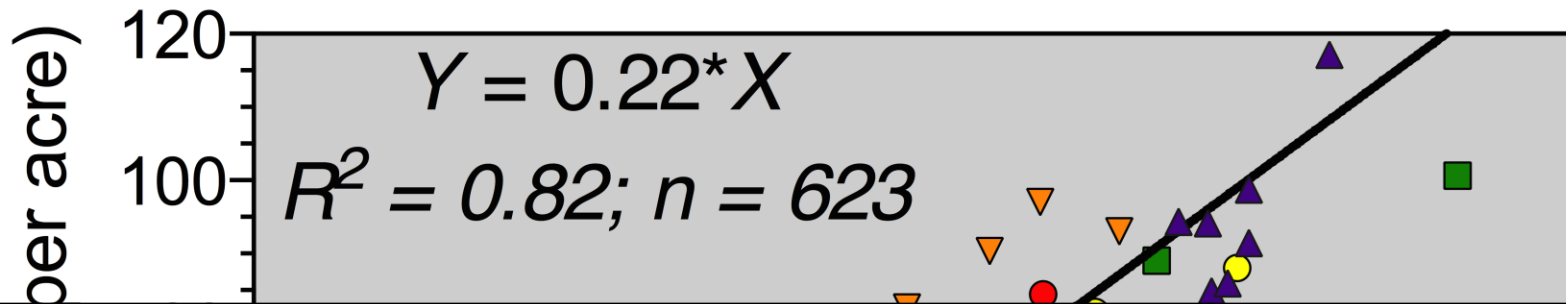 120
Y = 0.22*X
100
R² = 0.82; n = 623
per acre)